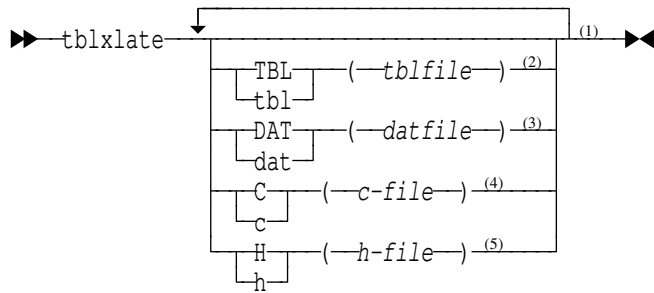 tblxlate (1)
TBL ( tblfile ) (2)
tbl
DAT ( datfile ) (3)
dat
C ( c-file ) (4)
c
H ( h-file ) (5)
h